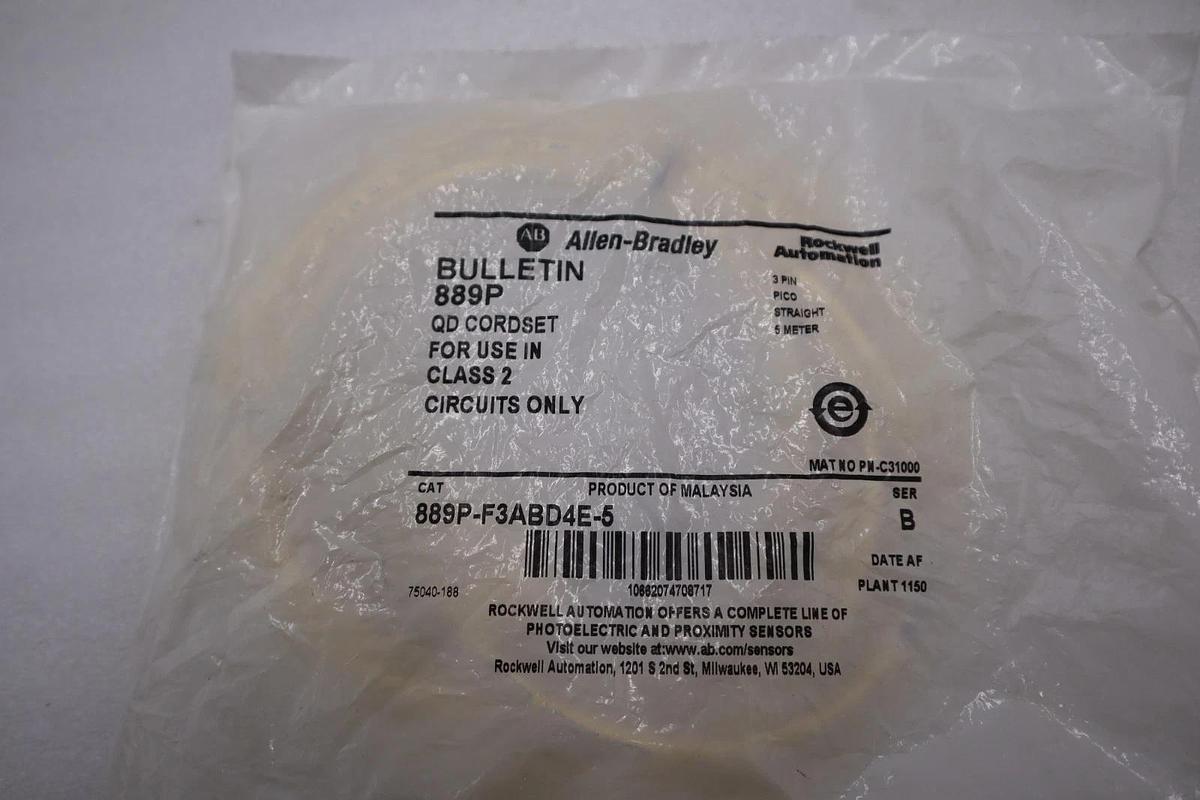 AB Allen-Bradley
Rockwell
Automation
BULLETIN
889P
QD CORDSET
FOR USE IN
CLASS 2
CIRCUITS ONLY
3 PIN
PICO
STRAIGHT
5 METER
e
MAT NO PN-C31000
CAT
PRODUCT OF MALAYSIA
SER
889P-F3ABD4E-5
B
DATE AF
75040-188
10662074708717
PLANT 1150
ROCKWELL AUTOMATION OFFERS A COMPLETE LINE OF
PHOTOELECTRIC AND PROXIMITY SENSORS
Visit our website at:www.ab.com/sensors
Rockwell Automation, 1201 S 2nd St, Milwaukee, WI 53204, USA